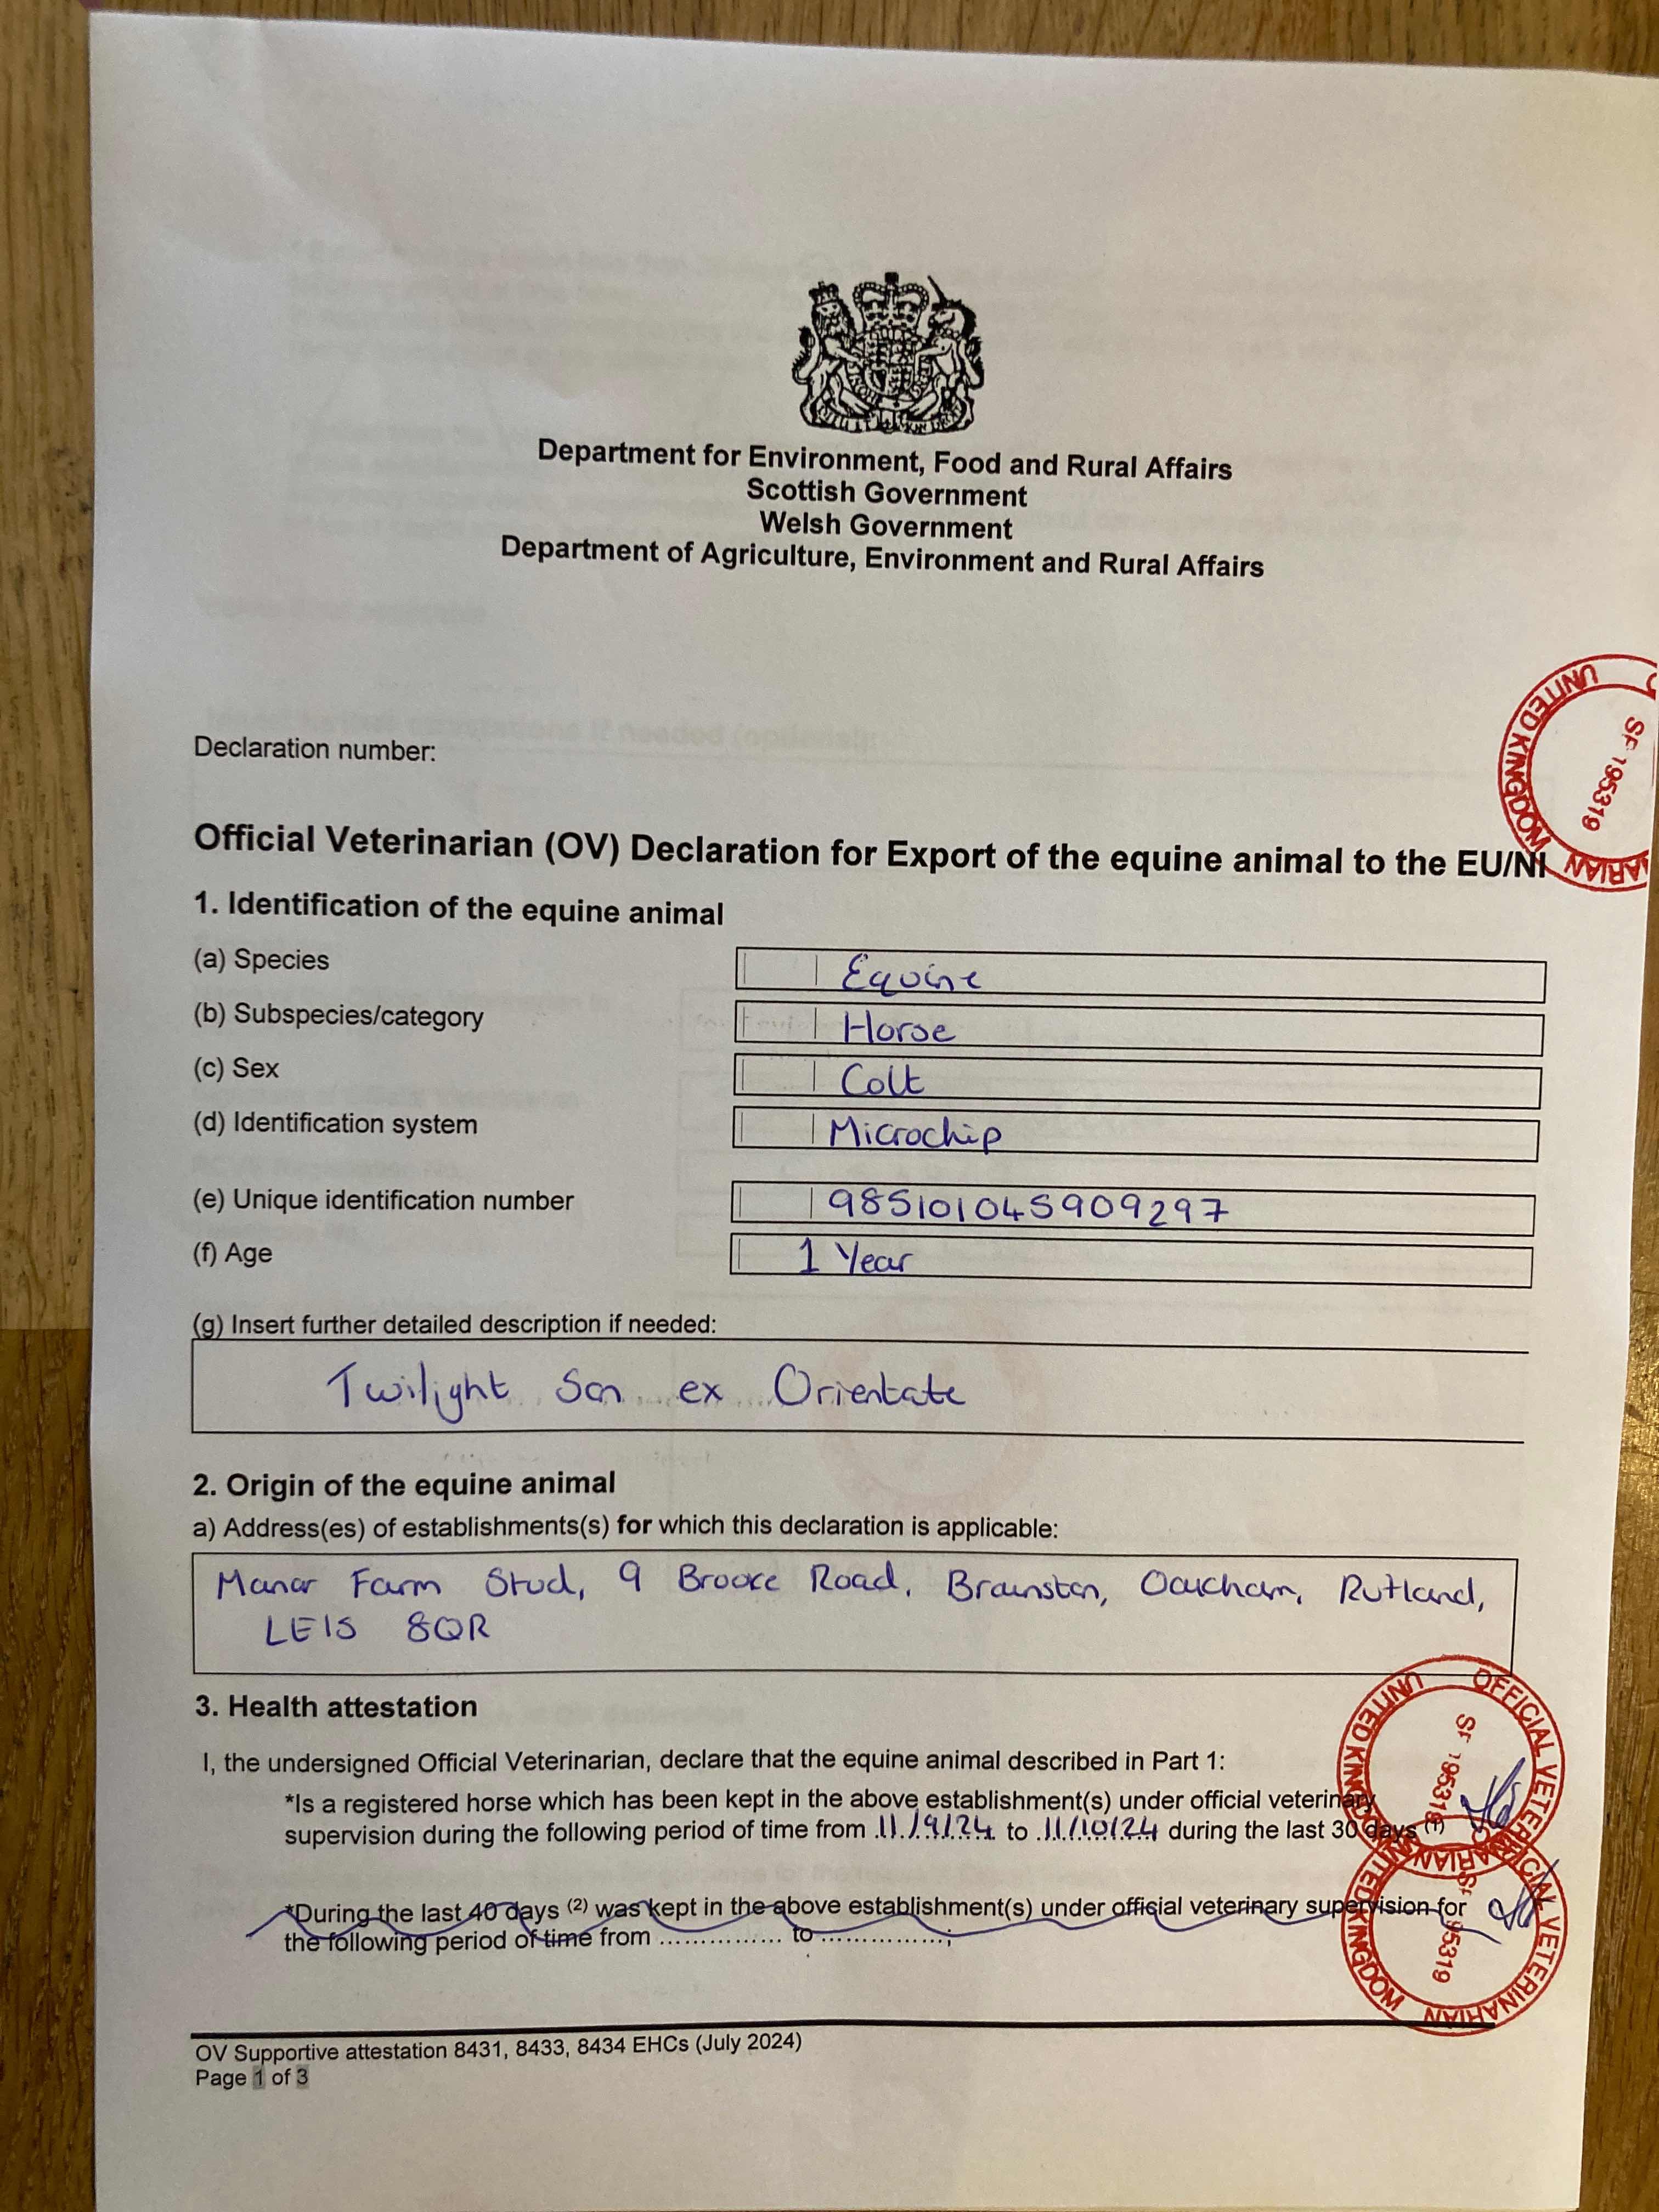 Department for Environment, Food and Rural Affairs
Scottish Government
Welsh Government
Department of Agriculture, Environment and Rural Affairs
UNITED KINGDOM
SF 195319
Declaration number:
Official Veterinarian (OV) Declaration for Export of the equine animal to the EU/NI
1. Identification of the equine animal
(a) Species Equine
(b) Subspecies/category Horse
(c) Sex Colt
(d) Identification system Microchip
(e) Unique identification number 985101045909297
(f) Age 1 Year
(g) Insert further detailed description if needed:
Twilight Son ex Orientate
2. Origin of the equine animal
a) Address(es) of establishments(s) for which this declaration is applicable:
Manor Farm Stud, 9 Brooke Road, Braunston, Oakham, Rutland,
LE15 8QR
3. Health attestation
I, the undersigned Official Veterinarian, declare that the equine animal described in Part 1:
*Is a registered horse which has been kept in the above establishment(s) under official veterinary
supervision during the following period of time from 11/9/24 to 11/10/24 during the last 30 days (1)
OFFICIAL VETERINARIAN UNITED KINGDOM
SF 195319
*During the last 40 days (2) was kept in the above establishment(s) under official veterinary supervision for
the following period of time from ............... to ...............;
OFFICIAL VETERINARIAN UNITED KINGDOM
SF 195319
OV Supportive attestation 8431, 8433, 8434 EHCs (July 2024)
Page 1 of 3